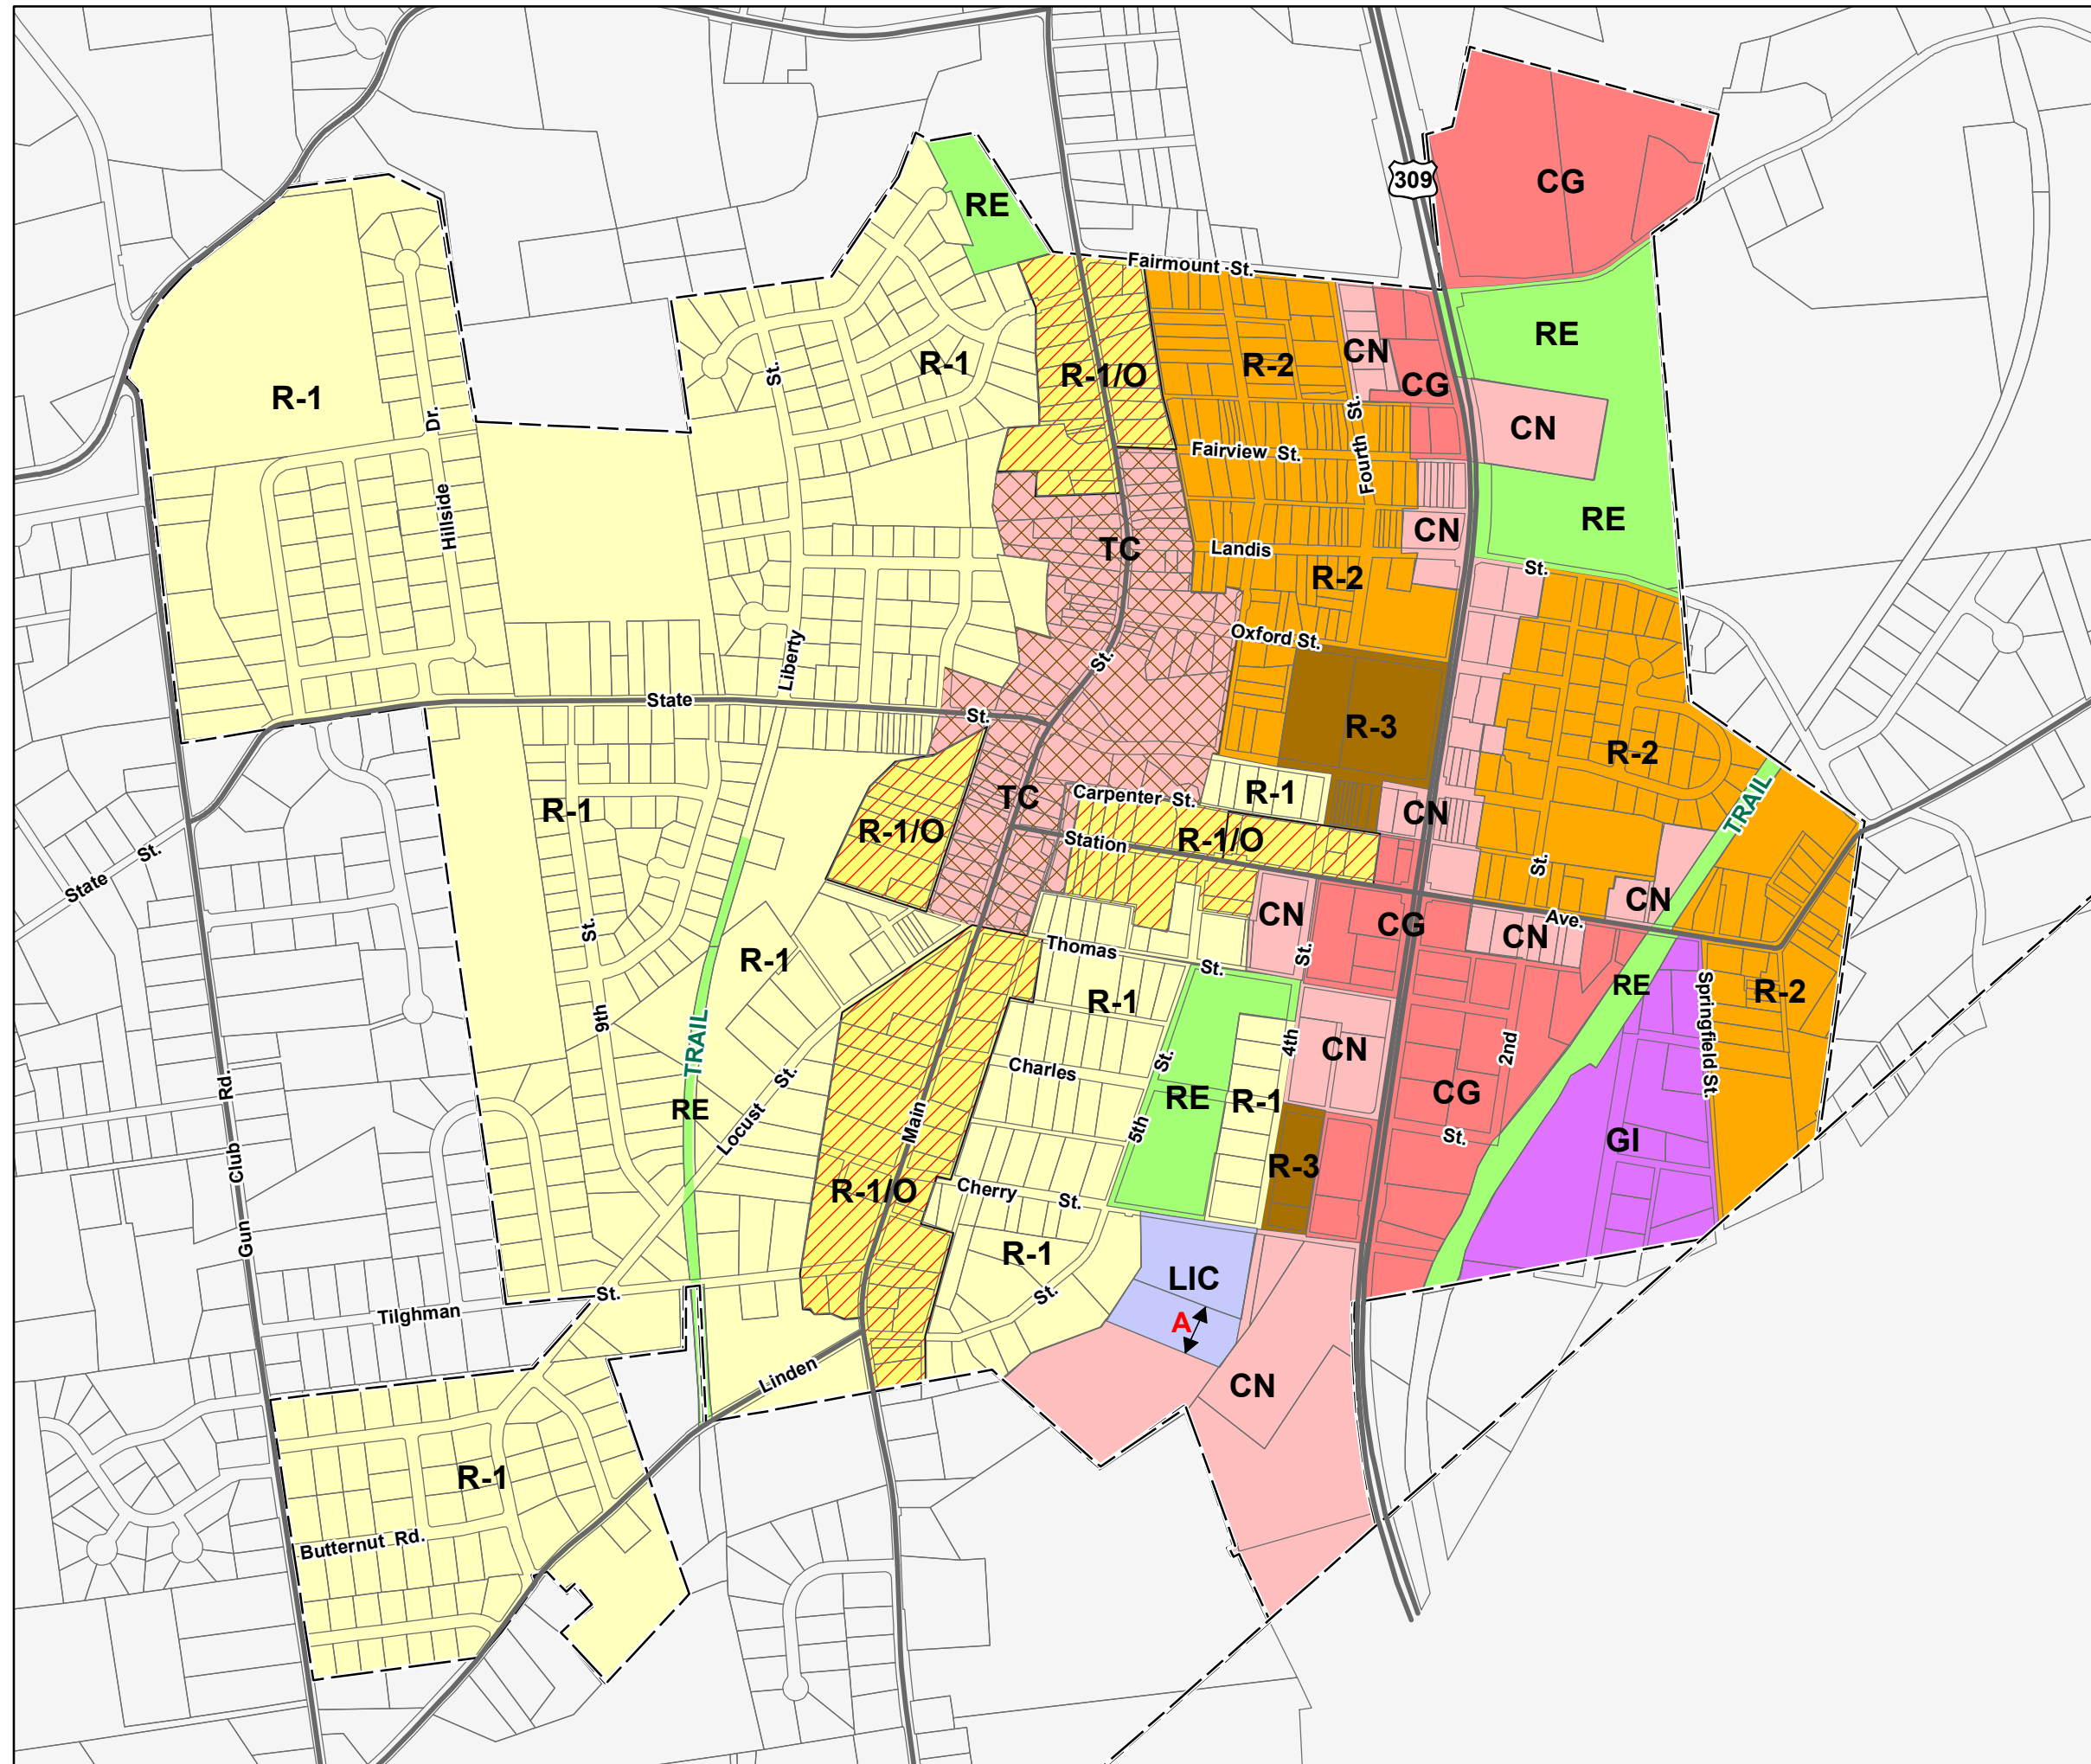 309
CG
RE
Fairmount St.
RE
R-1
R-1/O
R-2
CN
CG
St.
St.
R-1
Dr.
CN
Fairview St.
Fourth
Hillside
RE
CN
TC
Landis
St.
R-2
Oxford St.
Liberty
St.
State
St.
R-3
R-2
R-1
TC
Carpenter St.
R-1
CN
TRAIL
R-1/O
Station
R-1/O
State St.
St.
CN
CN
CG
Ave.
CN
St.
Thomas
St.
St.
R-1
RE
R-2
R-1
Springfield St.
9th
TRAIL
4th
CN
2nd
St.
Charles
St.
RE
R-1
CG
Gun Club Rd.
RE
Locust
Main
5th
St.
GI
R-3
R-1/O
Cherry St.
R-1
LIC
St.
St.
Tilghman
A
Linden
CN
R-1
Butternut Rd.